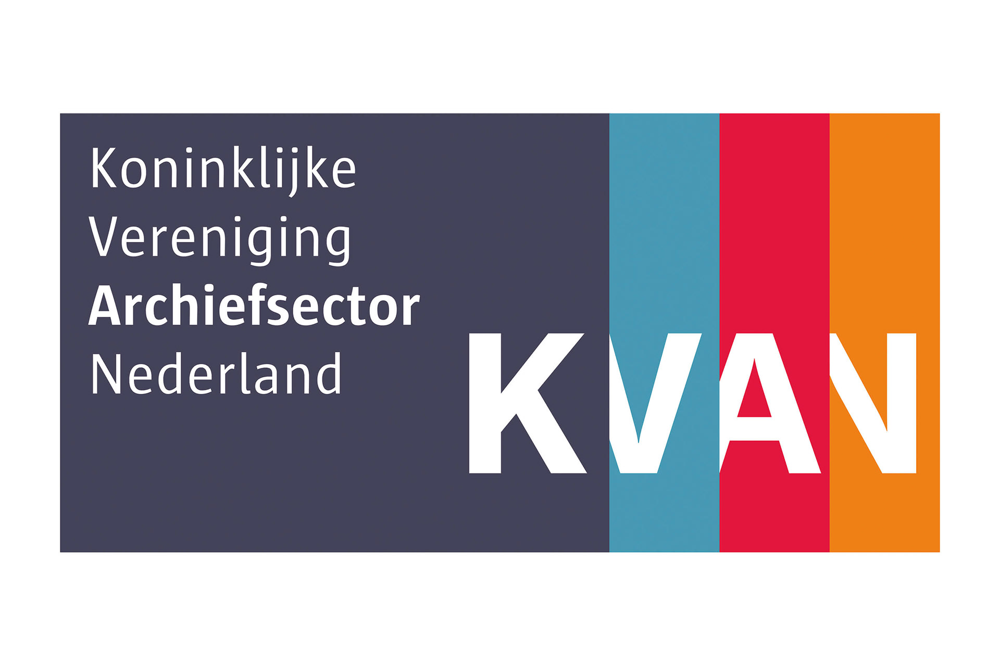 Koninklijke
Vereniging
Archiefsector
Nederland
KVAN